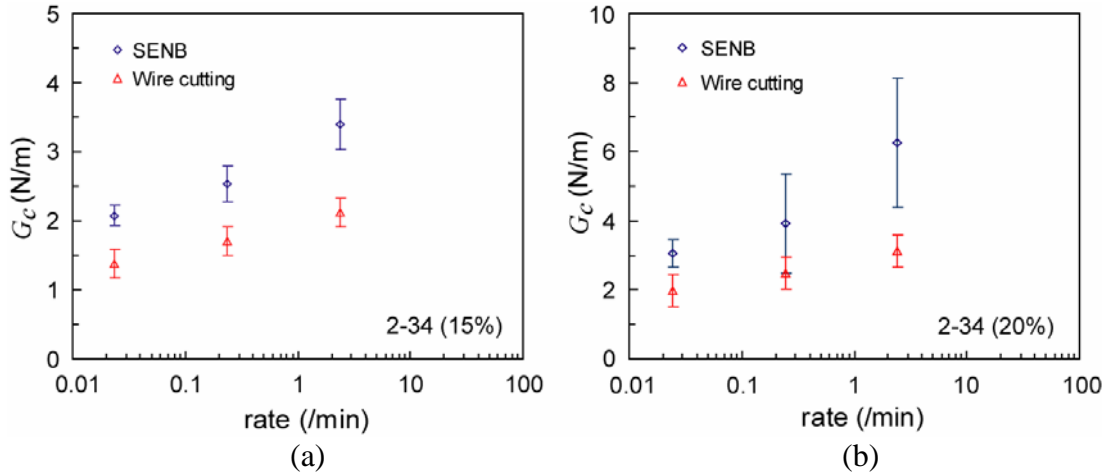 5
4
3
2
1
0
G_c (N/m)
SENB
Wire cutting
2-34 (15%)
0.01 0.1 1 10 100
rate (/min)
(a)
10
8
6
4
2
0
G_c (N/m)
SENB
Wire cutting
2-34 (20%)
0.01 0.1 1 10 100
rate (/min)
(b)